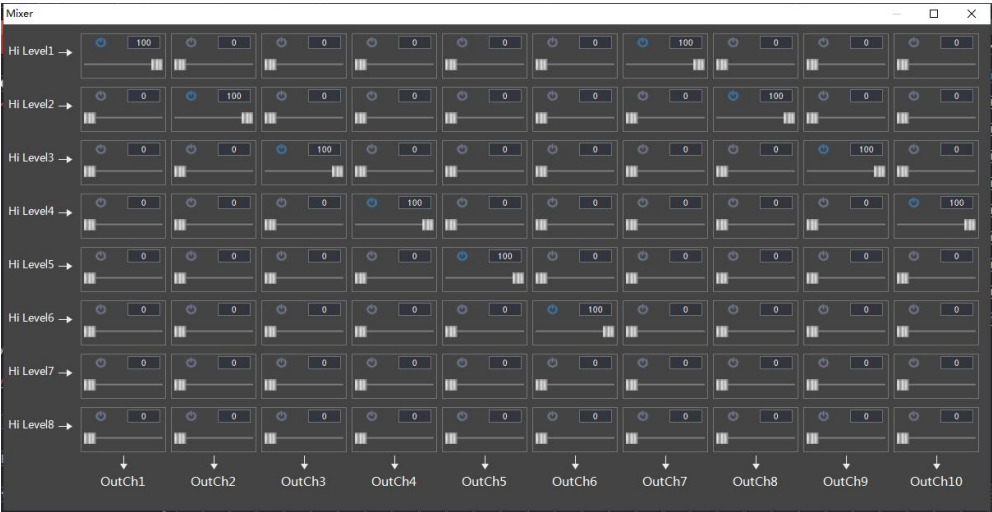 Mixer
Hi Level1 100 0 0 0 0 0 100 0 0 0
Hi Level2 0 100 0 0 0 0 0 100 0 0
Hi Level3 0 0 100 0 0 0 0 0 100 0
Hi Level4 0 0 0 100 0 0 0 0 0 100
Hi Level5 0 0 0 0 100 0 0 0 0 0
Hi Level6 0 0 0 0 0 100 0 0 0 0
Hi Level7 0 0 0 0 0 0 0 0 0 0
Hi Level8 0 0 0 0 0 0 0 0 0 0
OutCh1 OutCh2 OutCh3 OutCh4 OutCh5 OutCh6 OutCh7 OutCh8 OutCh9 OutCh10